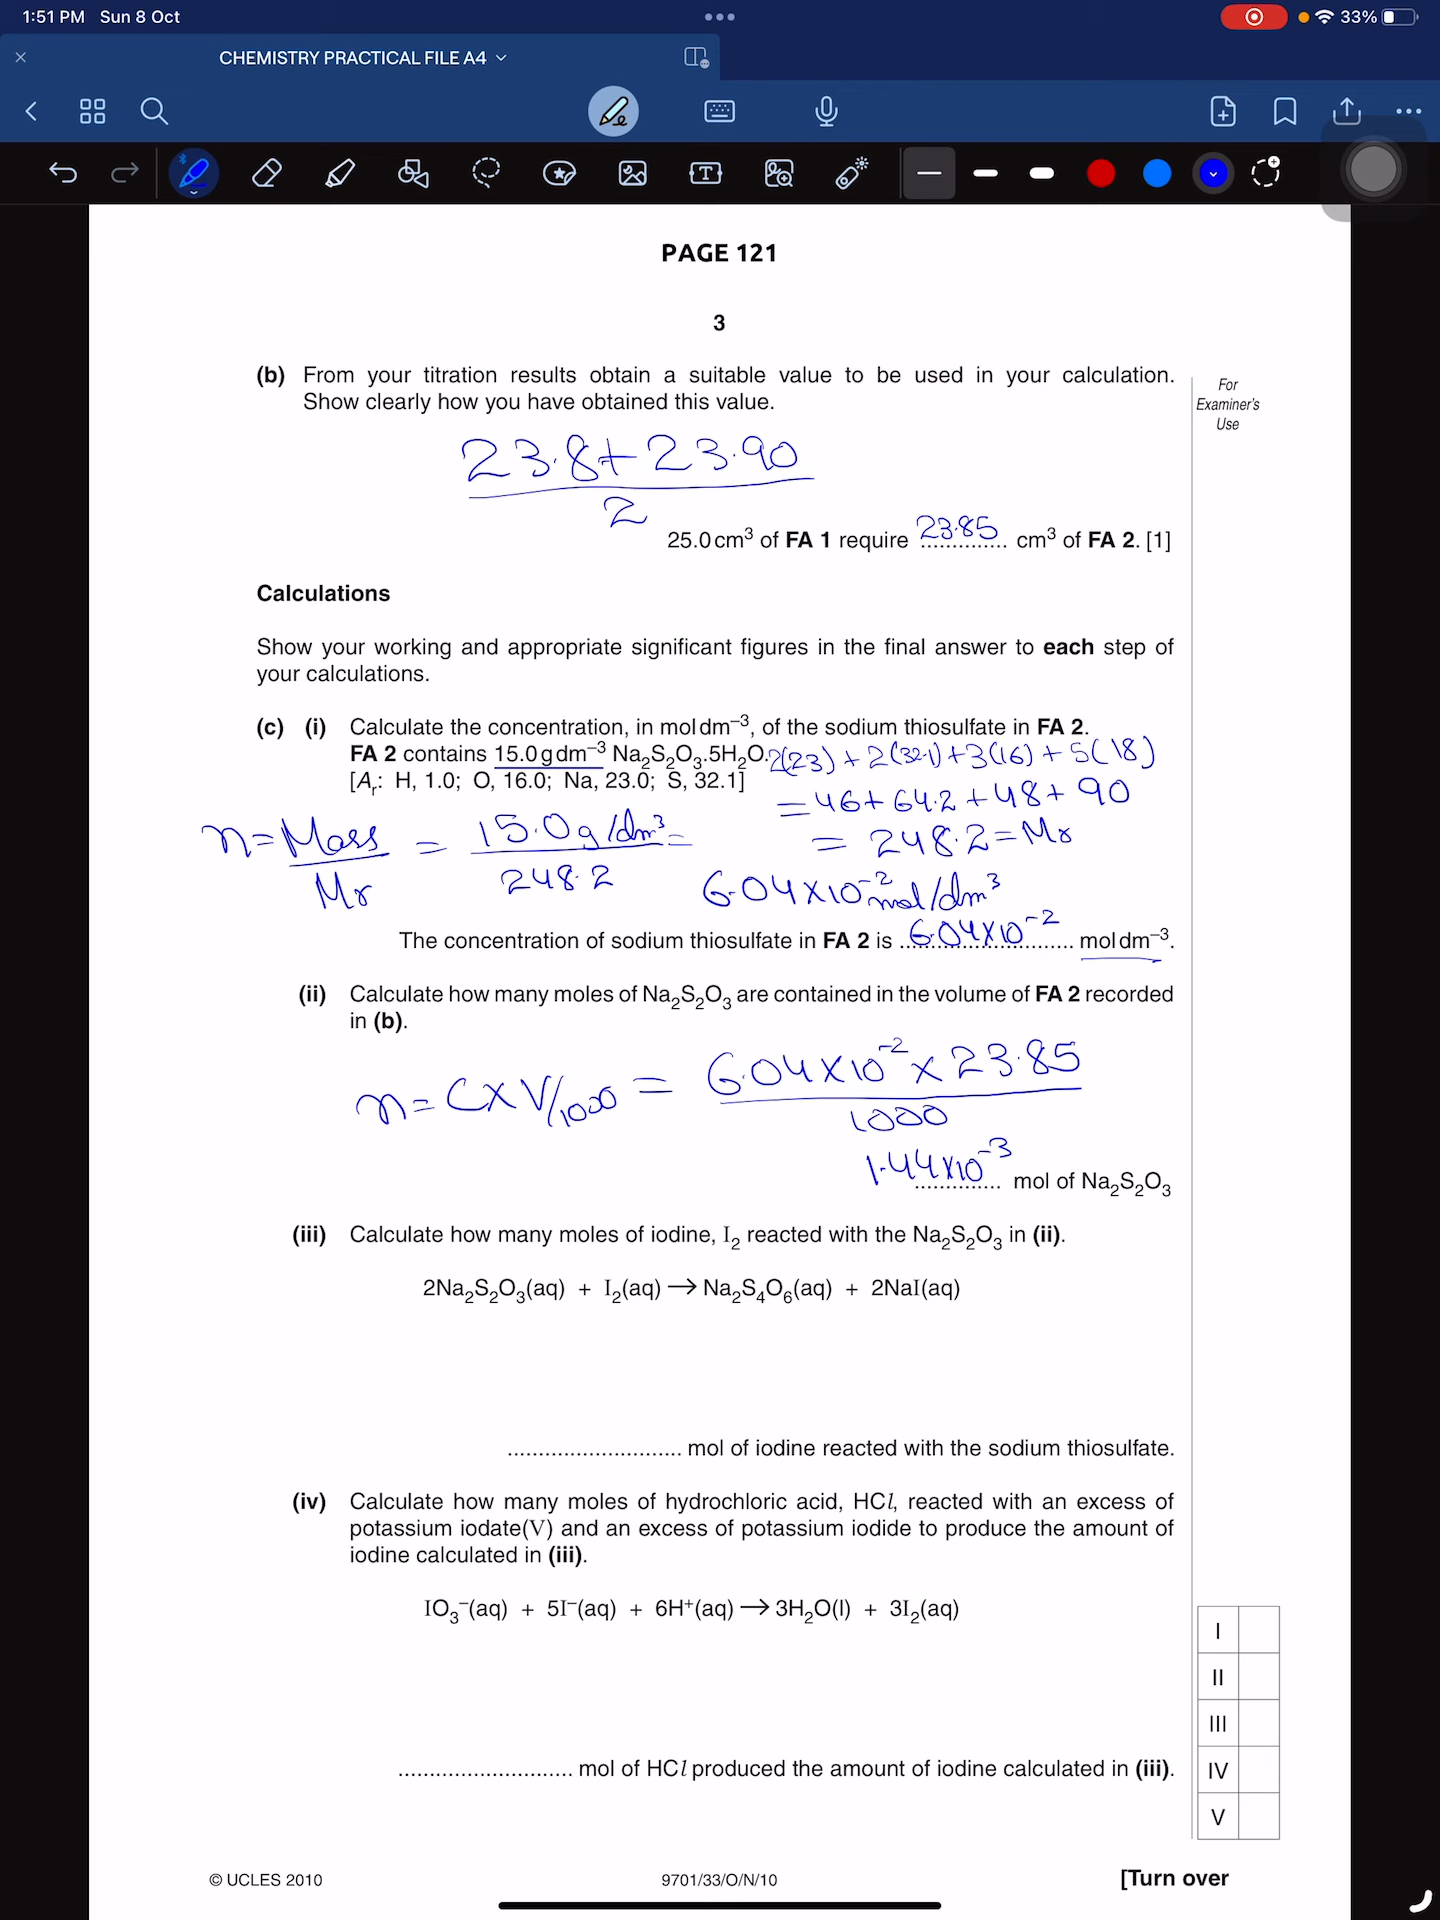 1:51 PM Sun 8 Oct
33%
CHEMISTRY PRACTICAL FILE A4
PAGE 121
3
(b) From your titration results obtain a suitable value to be used in your calculation.
Show clearly how you have obtained this value.
For
Examiner's
Use
23.8+23.90
2
25.0 cm³ of FA 1 require 23.85 cm³ of FA 2. [1]
Calculations
Show your working and appropriate significant figures in the final answer to each step of
your calculations.
(c) (i) Calculate the concentration, in mol dm⁻³, of the sodium thiosulfate in FA 2.
FA 2 contains 15.0 g dm⁻³ Na₂S₂O₃.5H₂O. 2(23) + 2(32.1)+3(16) + 5(18)
[Aᵣ: H, 1.0; O, 16.0; Na, 23.0; S, 32.1]
=46+64.2+48+90
= 248.2=Mr
n=Mass/Mr = 15.0g/dm³/248.2 =
6.04×10⁻² mol/dm³
The concentration of sodium thiosulfate in FA 2 is 6.04×10⁻² mol dm⁻³.
(ii) Calculate how many moles of Na₂S₂O₃ are contained in the volume of FA 2 recorded
in (b).
n=C×V/1000 = 6.04×10⁻²×23.85
1000
1.44×10⁻³ mol of Na₂S₂O₃
(iii) Calculate how many moles of iodine, I₂ reacted with the Na₂S₂O₃ in (ii).
2Na₂S₂O₃(aq) + I₂(aq) → Na₂S₄O₆(aq) + 2NaI(aq)
............................ mol of iodine reacted with the sodium thiosulfate.
(iv) Calculate how many moles of hydrochloric acid, HCl, reacted with an excess of
potassium iodate(V) and an excess of potassium iodide to produce the amount of
iodine calculated in (iii).
IO₃⁻(aq) + 5I⁻(aq) + 6H⁺(aq) → 3H₂O(l) + 3I₂(aq)
............................ mol of HCl produced the amount of iodine calculated in (iii).
I
II
III
IV
V
© UCLES 2010
9701/33/O/N/10
[Turn over